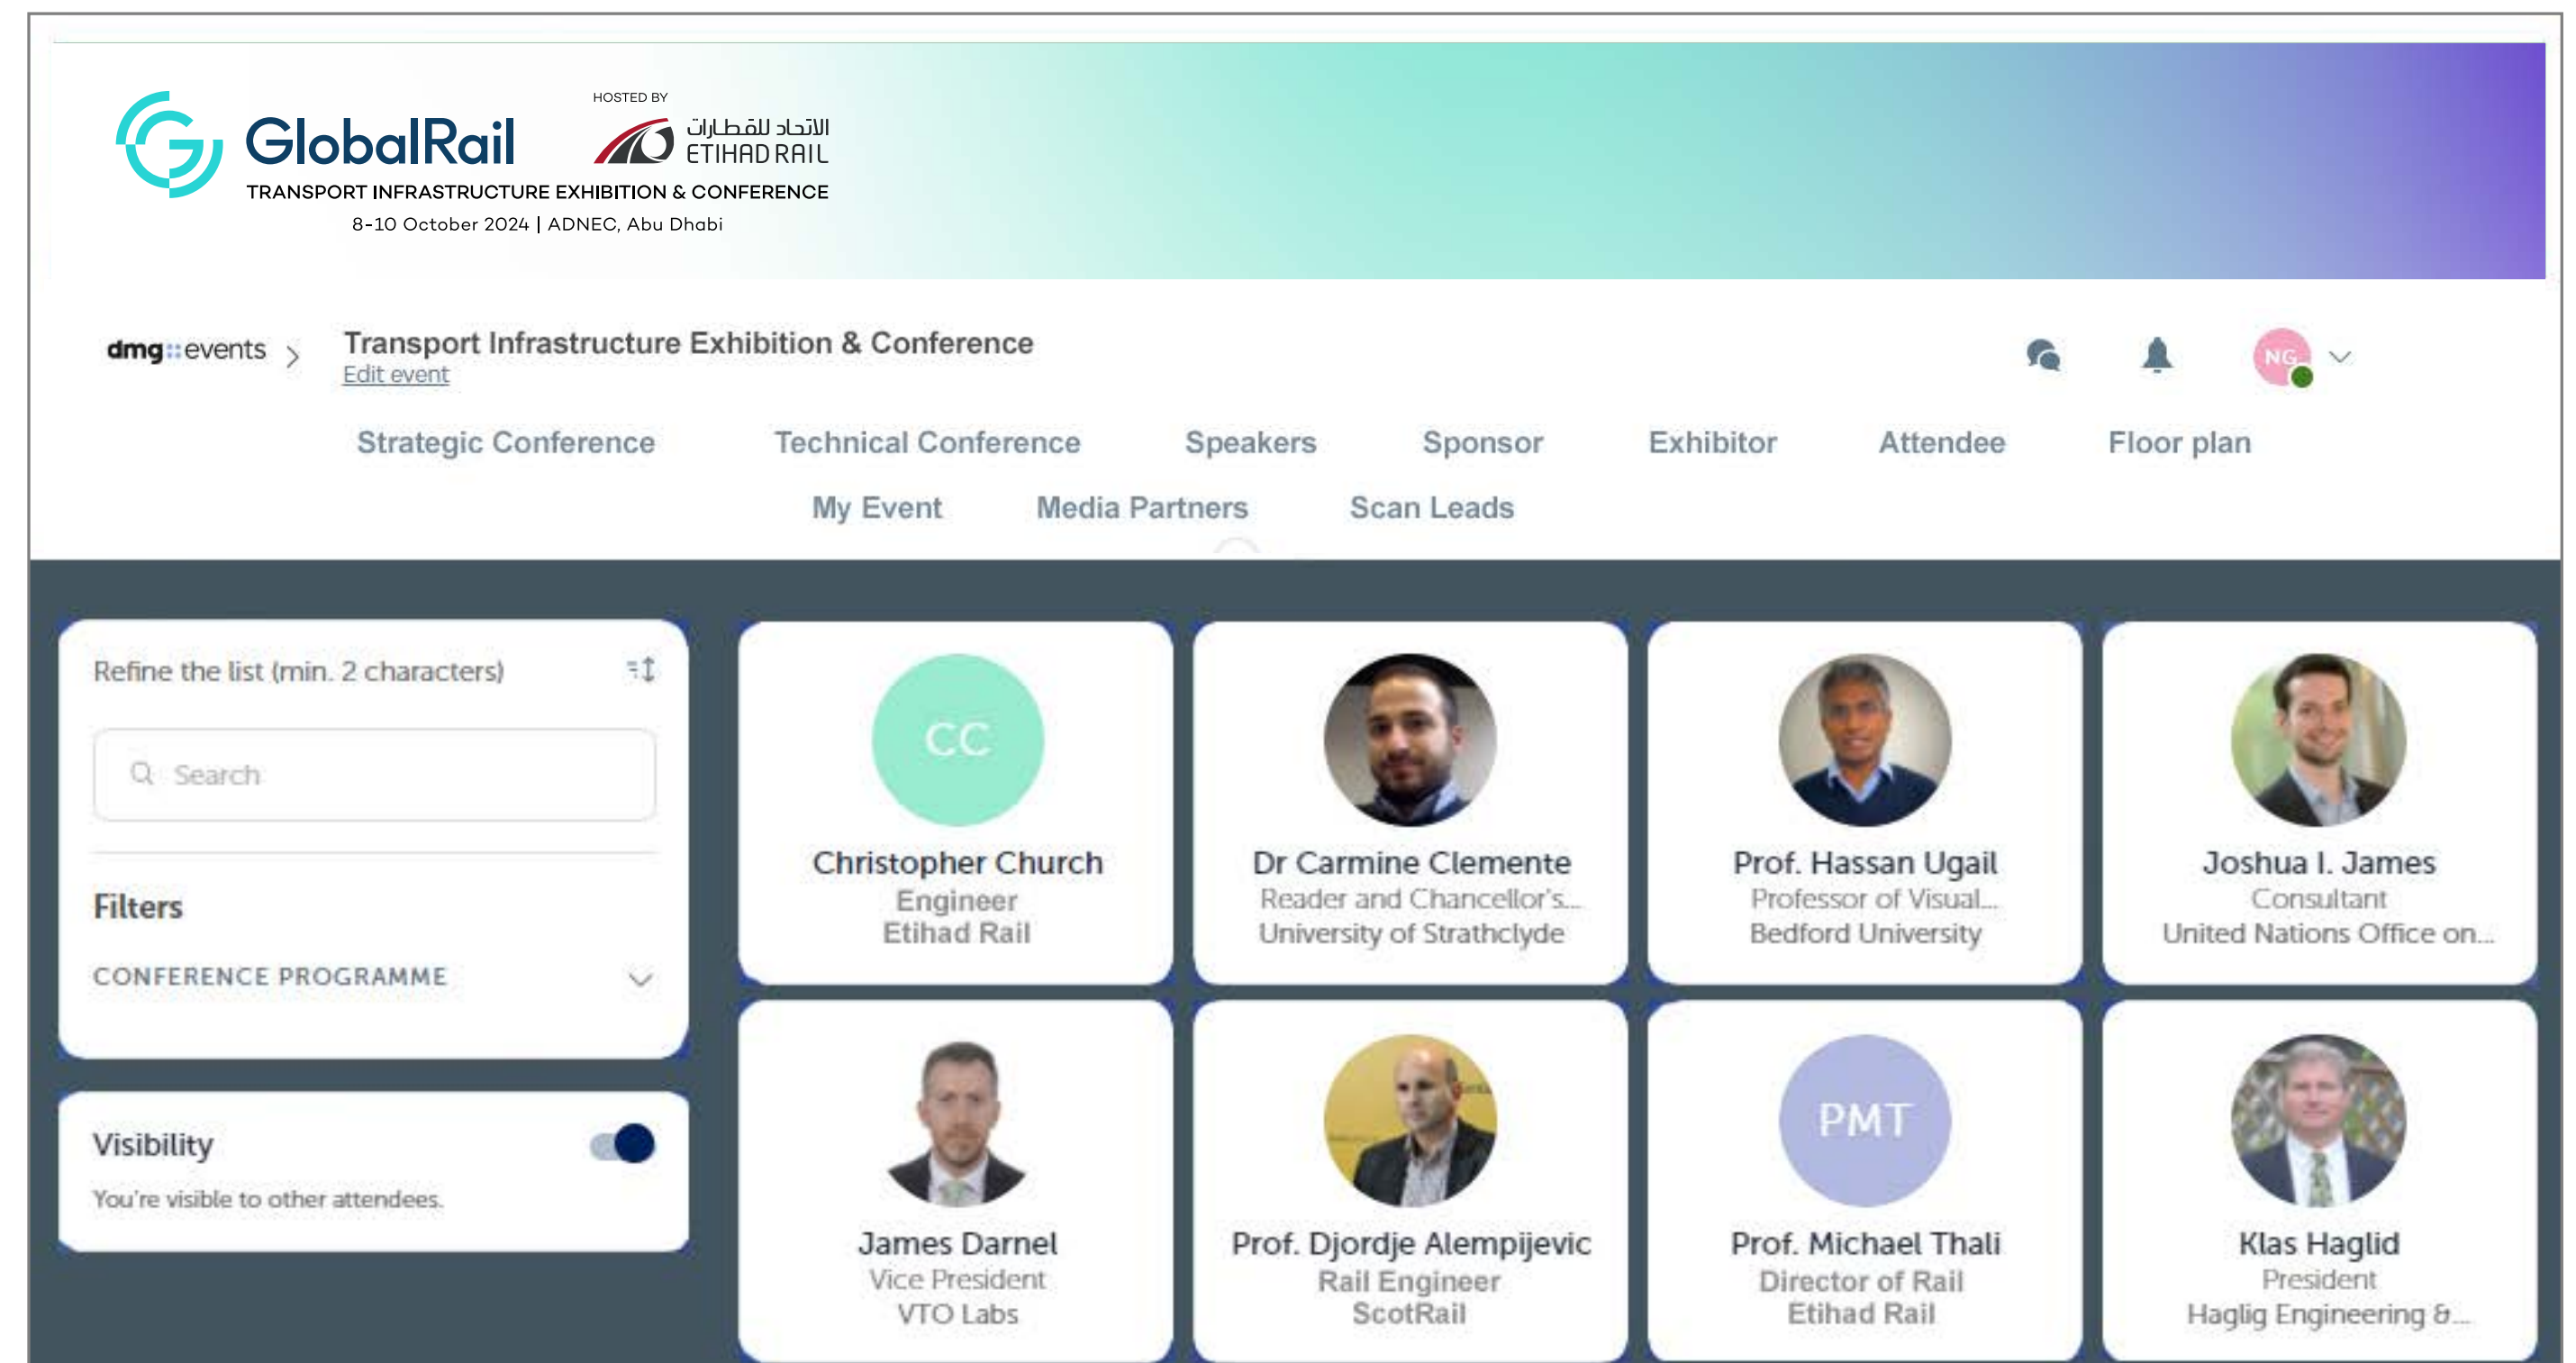 HOSTED BY
GlobalRail
الاتحاد للقطارات
ETIHAD RAIL
TRANSPORT INFRASTRUCTURE EXHIBITION & CONFERENCE
8-10 October 2024 | ADNEC, Abu Dhabi
dmg::events >
Transport Infrastructure Exhibition & Conference
Edit event
NG
Strategic Conference Technical Conference Speakers Sponsor Exhibitor Attendee Floor plan
My Event Media Partners Scan Leads
Refine the list (min. 2 characters)
Search
Filters
CONFERENCE PROGRAMME
Visibility
You're visible to other attendees.
CC
Christopher Church
Engineer
Etihad Rail
Dr Carmine Clemente
Reader and Chancellor's...
University of Strathclyde
Prof. Hassan Ugail
Professor of Visual...
Bedford University
Joshua I. James
Consultant
United Nations Office on...
James Darnel
Vice President
VTO Labs
Prof. Djordje Alempijevic
Rail Engineer
ScotRail
PMT
Prof. Michael Thali
Director of Rail
Etihad Rail
Klas Haglid
President
Haglig Engineering &...